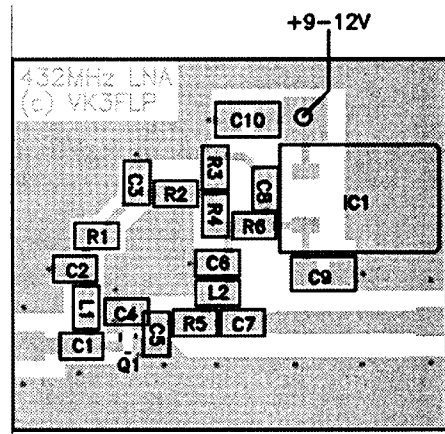 +9-12V
432MHz LNA
(c) VK3FLP
C10
R3
C3
R2
C8
IC1
R4
R6
R1
C2
C6
C9
L2
L1
C4
C5
R5
C7
C1
Q1